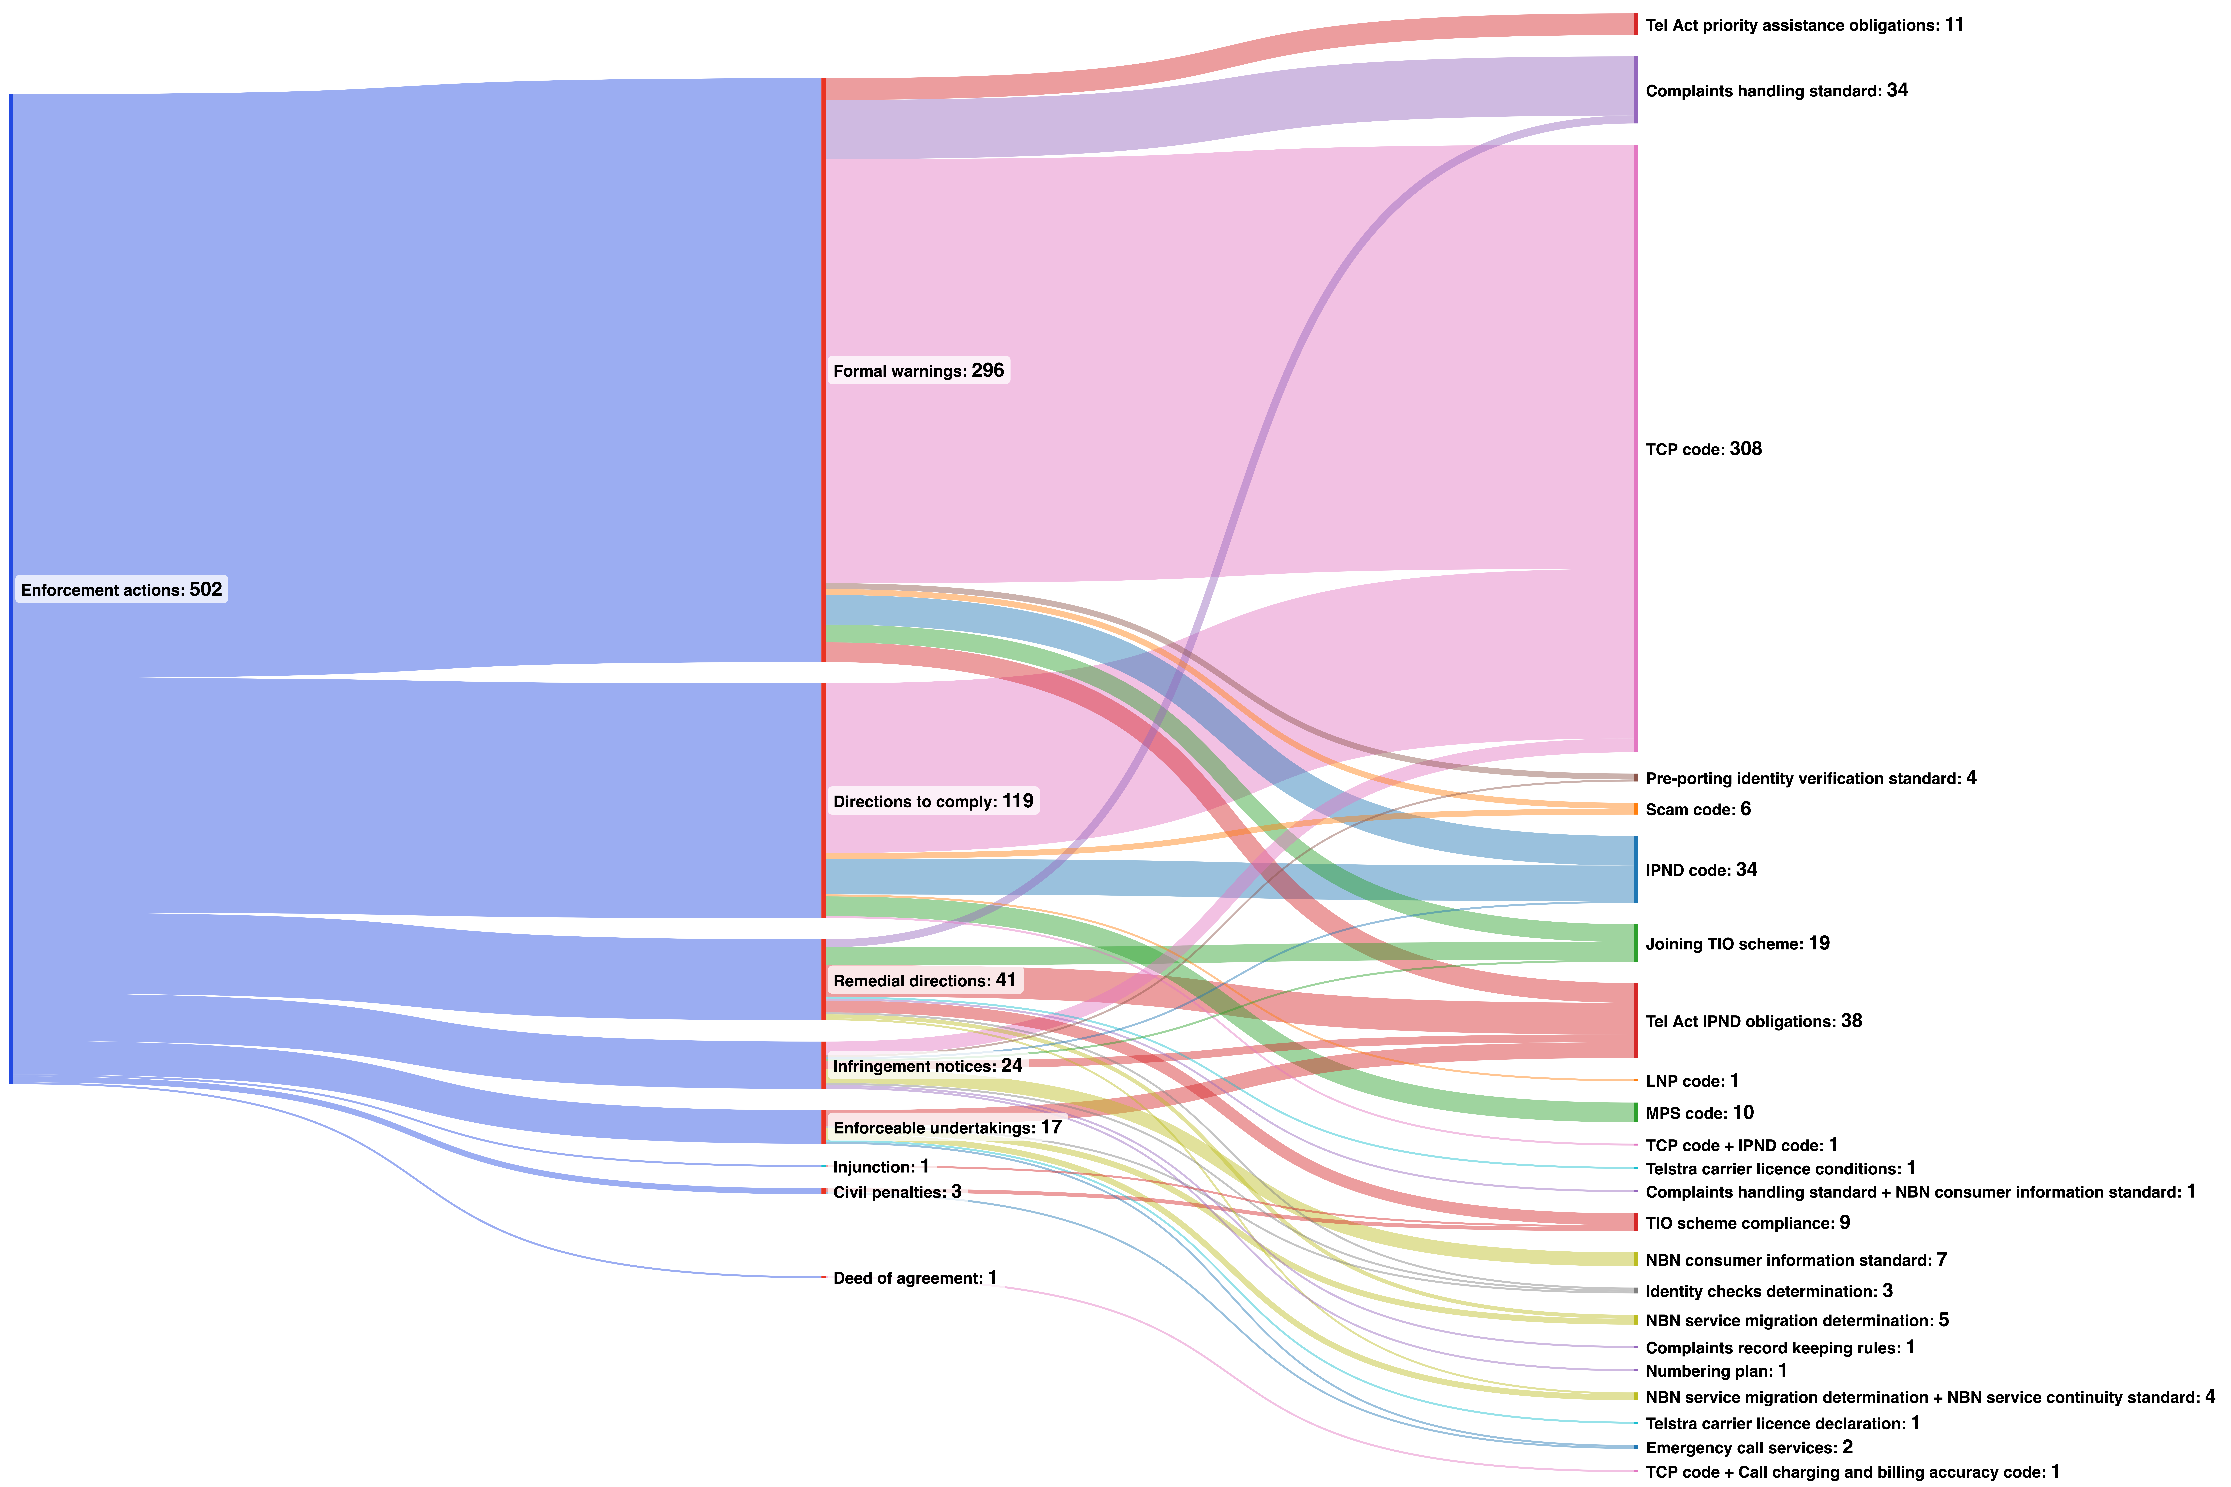 Enforcement actions: 502
Formal warnings: 296
Directions to comply: 119
Remedial directions: 41
Infringement notices: 24
Enforceable undertakings: 17
Injunction: 1
Civil penalties: 3
Deed of agreement: 1
Tel Act priority assistance obligations: 11
Complaints handling standard: 34
TCP code: 308
Pre-porting identity verification standard: 4
Scam code: 6
IPND code: 34
Joining TIO scheme: 19
Tel Act IPND obligations: 38
LNP code: 1
MPS code: 10
TCP code + IPND code: 1
Telstra carrier licence conditions: 1
Complaints handling standard + NBN consumer information standard: 1
TIO scheme compliance: 9
NBN consumer information standard: 7
Identity checks determination: 3
NBN service migration determination: 5
Complaints record keeping rules: 1
Numbering plan: 1
NBN service migration determination + NBN service continuity standard: 4
Telstra carrier licence declaration: 1
Emergency call services: 2
TCP code + Call charging and billing accuracy code: 1